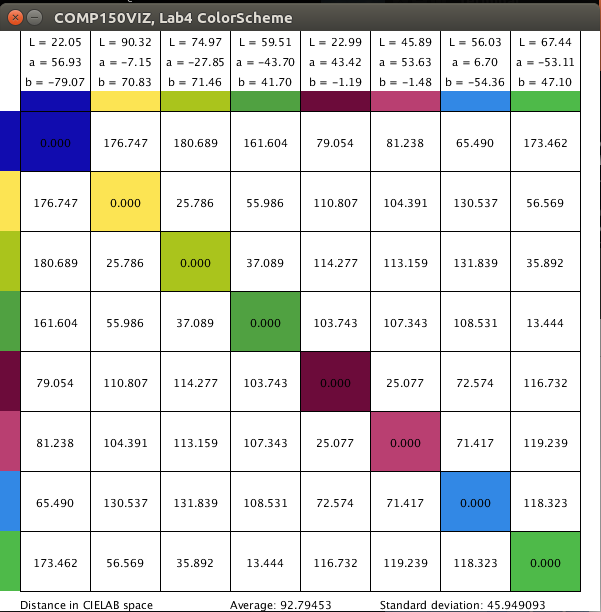 COMP150VIZ, Lab4 ColorScheme
L = 22.05 L = 90.32 L = 74.97 L = 59.51 L = 22.99 L = 45.89 L = 56.03 L = 67.44
a = 56.93 a = -7.15 a = -27.85 a = -43.70 a = 43.42 a = 53.63 a = 6.70 a = -53.11
b = -79.07 b = 70.83 b = 71.46 b = 41.70 b = -1.19 b = -1.48 b = -54.36 b = 47.10
0.000 176.747 180.689 161.604 79.054 81.238 65.490 173.462
176.747 0.000 25.786 55.986 110.807 104.391 130.537 56.569
180.689 25.786 0.000 37.089 114.277 113.159 131.839 35.892
161.604 55.986 37.089 0.000 103.743 107.343 108.531 13.444
79.054 110.807 114.277 103.743 0.000 25.077 72.574 116.732
81.238 104.391 113.159 107.343 25.077 0.000 71.417 119.239
65.490 130.537 131.839 108.531 72.574 71.417 0.000 118.323
173.462 56.569 35.892 13.444 116.732 119.239 118.323 0.000
Distance in CIELAB space Average: 92.79453 Standard deviation: 45.949093